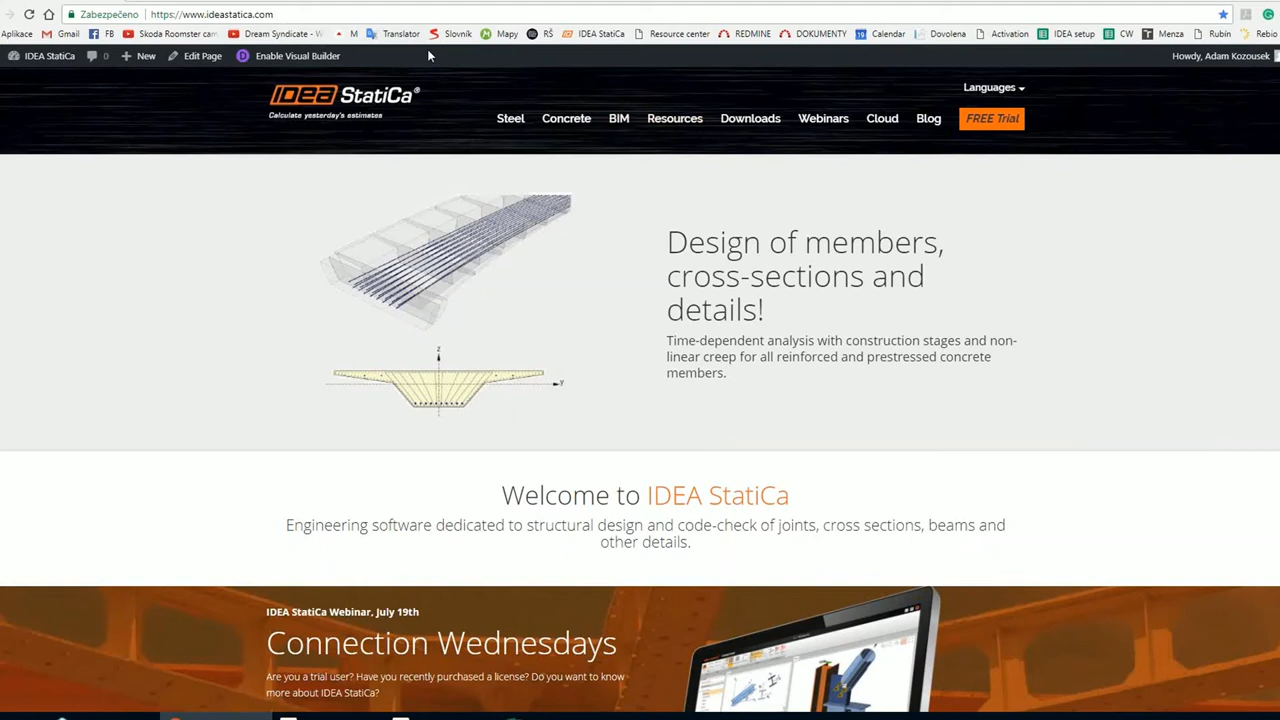 Zabezpečeno https://www.ideastatica.com
Aplikace Gmail FB Skoda Roomster cam Dream Syndicate - W M Translator Slovník Mapy RŠ IDEA StatiCa Resource center REDMINE DOKUMENTY Calendar Dovolena Activation IDEA setup CW Menza Rubín Rebio
IDEA StatiCa 0 New Edit Page Enable Visual Builder Howdy, Adam Kozousek
Languages
IDEA StatiCa®
Calculate yesterday's estimates
Steel Concrete BIM Resources Downloads Webinars Cloud Blog FREE Trial
Design of members,
cross-sections and
details!
Time-dependent analysis with construction stages and non-
linear creep for all reinforced and prestressed concrete
members.
z
y
Welcome to IDEA StatiCa
Engineering software dedicated to structural design and code-check of joints, cross sections, beams and
other details.
IDEA StatiCa Webinar, July 19th
Connection Wednesdays
Are you a trial user? Have you recently purchased a license? Do you want to know
more about IDEA StatiCa?